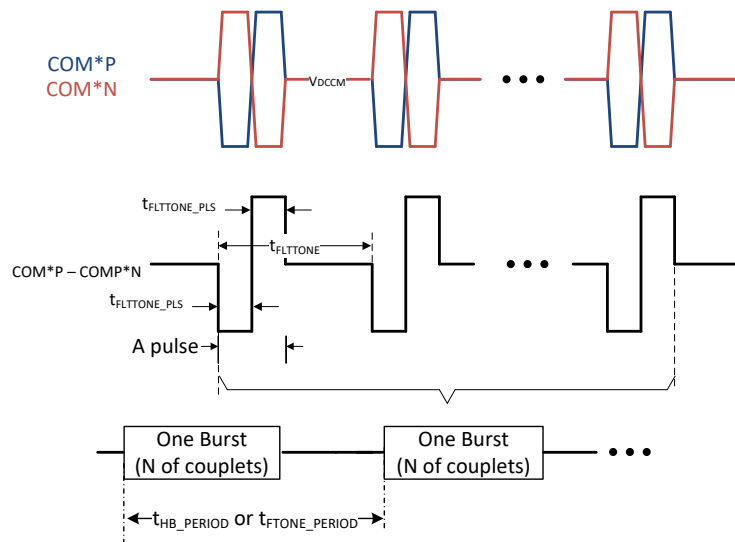 COM*P
COM*N
VDCCM
tFLTTONE_PLS
tFLTTONE
COM*P – COMP*N
tFLTTONE_PLS
A pulse
One Burst
(N of couplets)
One Burst
(N of couplets)
tHB_PERIOD or tFTONE_PERIOD